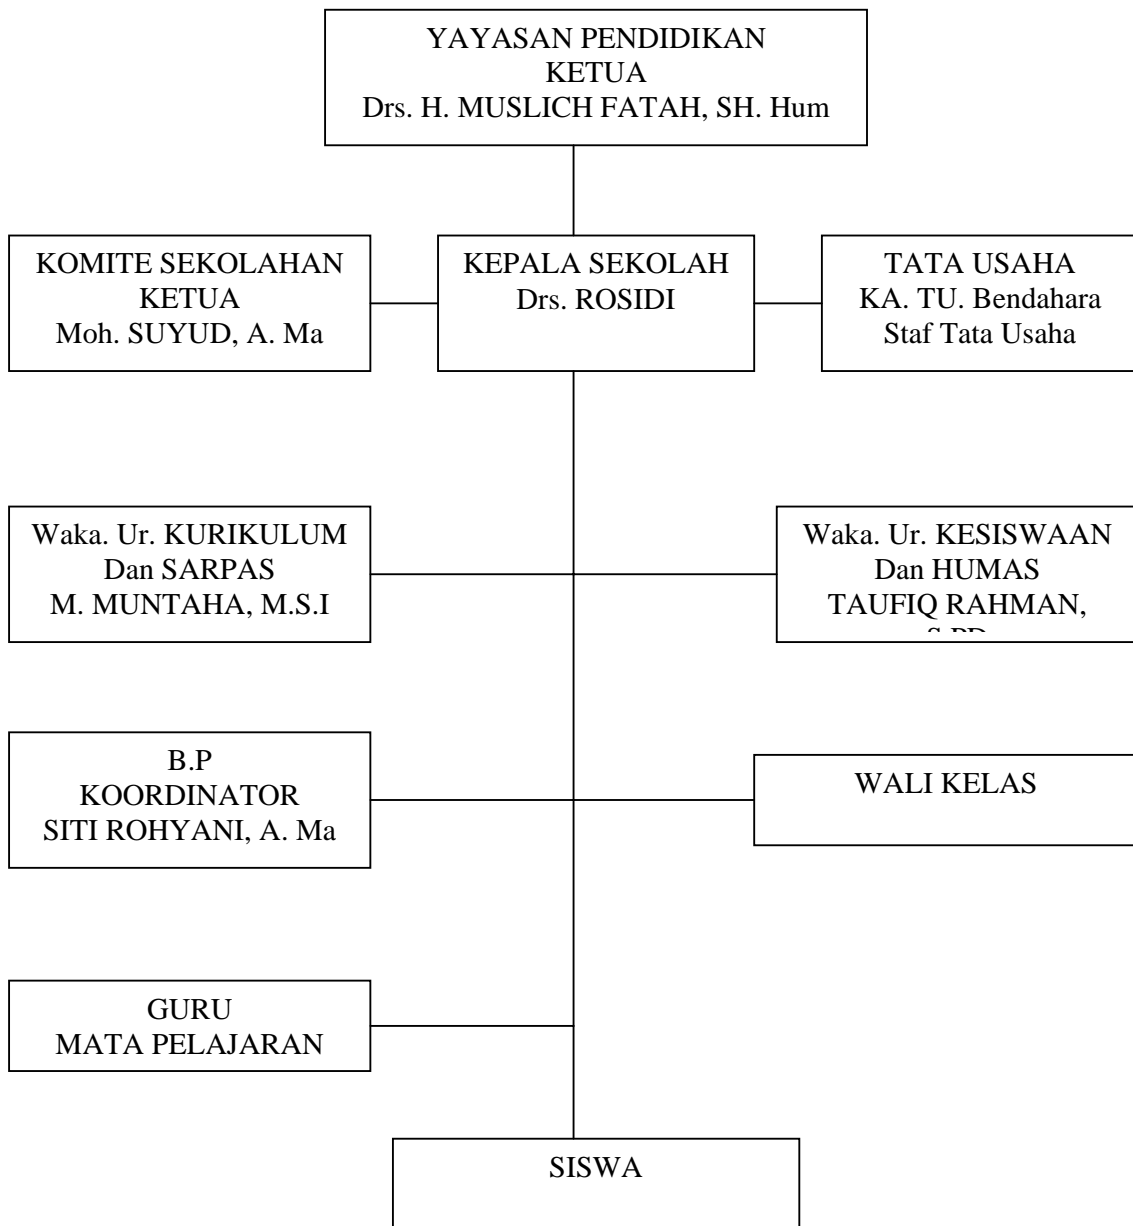 YAYASAN PENDIDIKAN
KETUA
Drs. H. MUSLICH FATAH, SH. Hum
KOMITE SEKOLAHAN
KETUA
Moh. SUYUD, A. Ma
KEPALA SEKOLAH
Drs. ROSIDI
TATA USAHA
KA. TU. Bendahara
Staf Tata Usaha
Waka. Ur. KURIKULUM
Dan SARPAS
M. MUNTAHA, M.S.I
Waka. Ur. KESISWAAN
Dan HUMAS
TAUFIQ RAHMAN,
B.P
KOORDINATOR
SITI ROHYANI, A. Ma
WALI KELAS
GURU
MATA PELAJARAN
SISWA